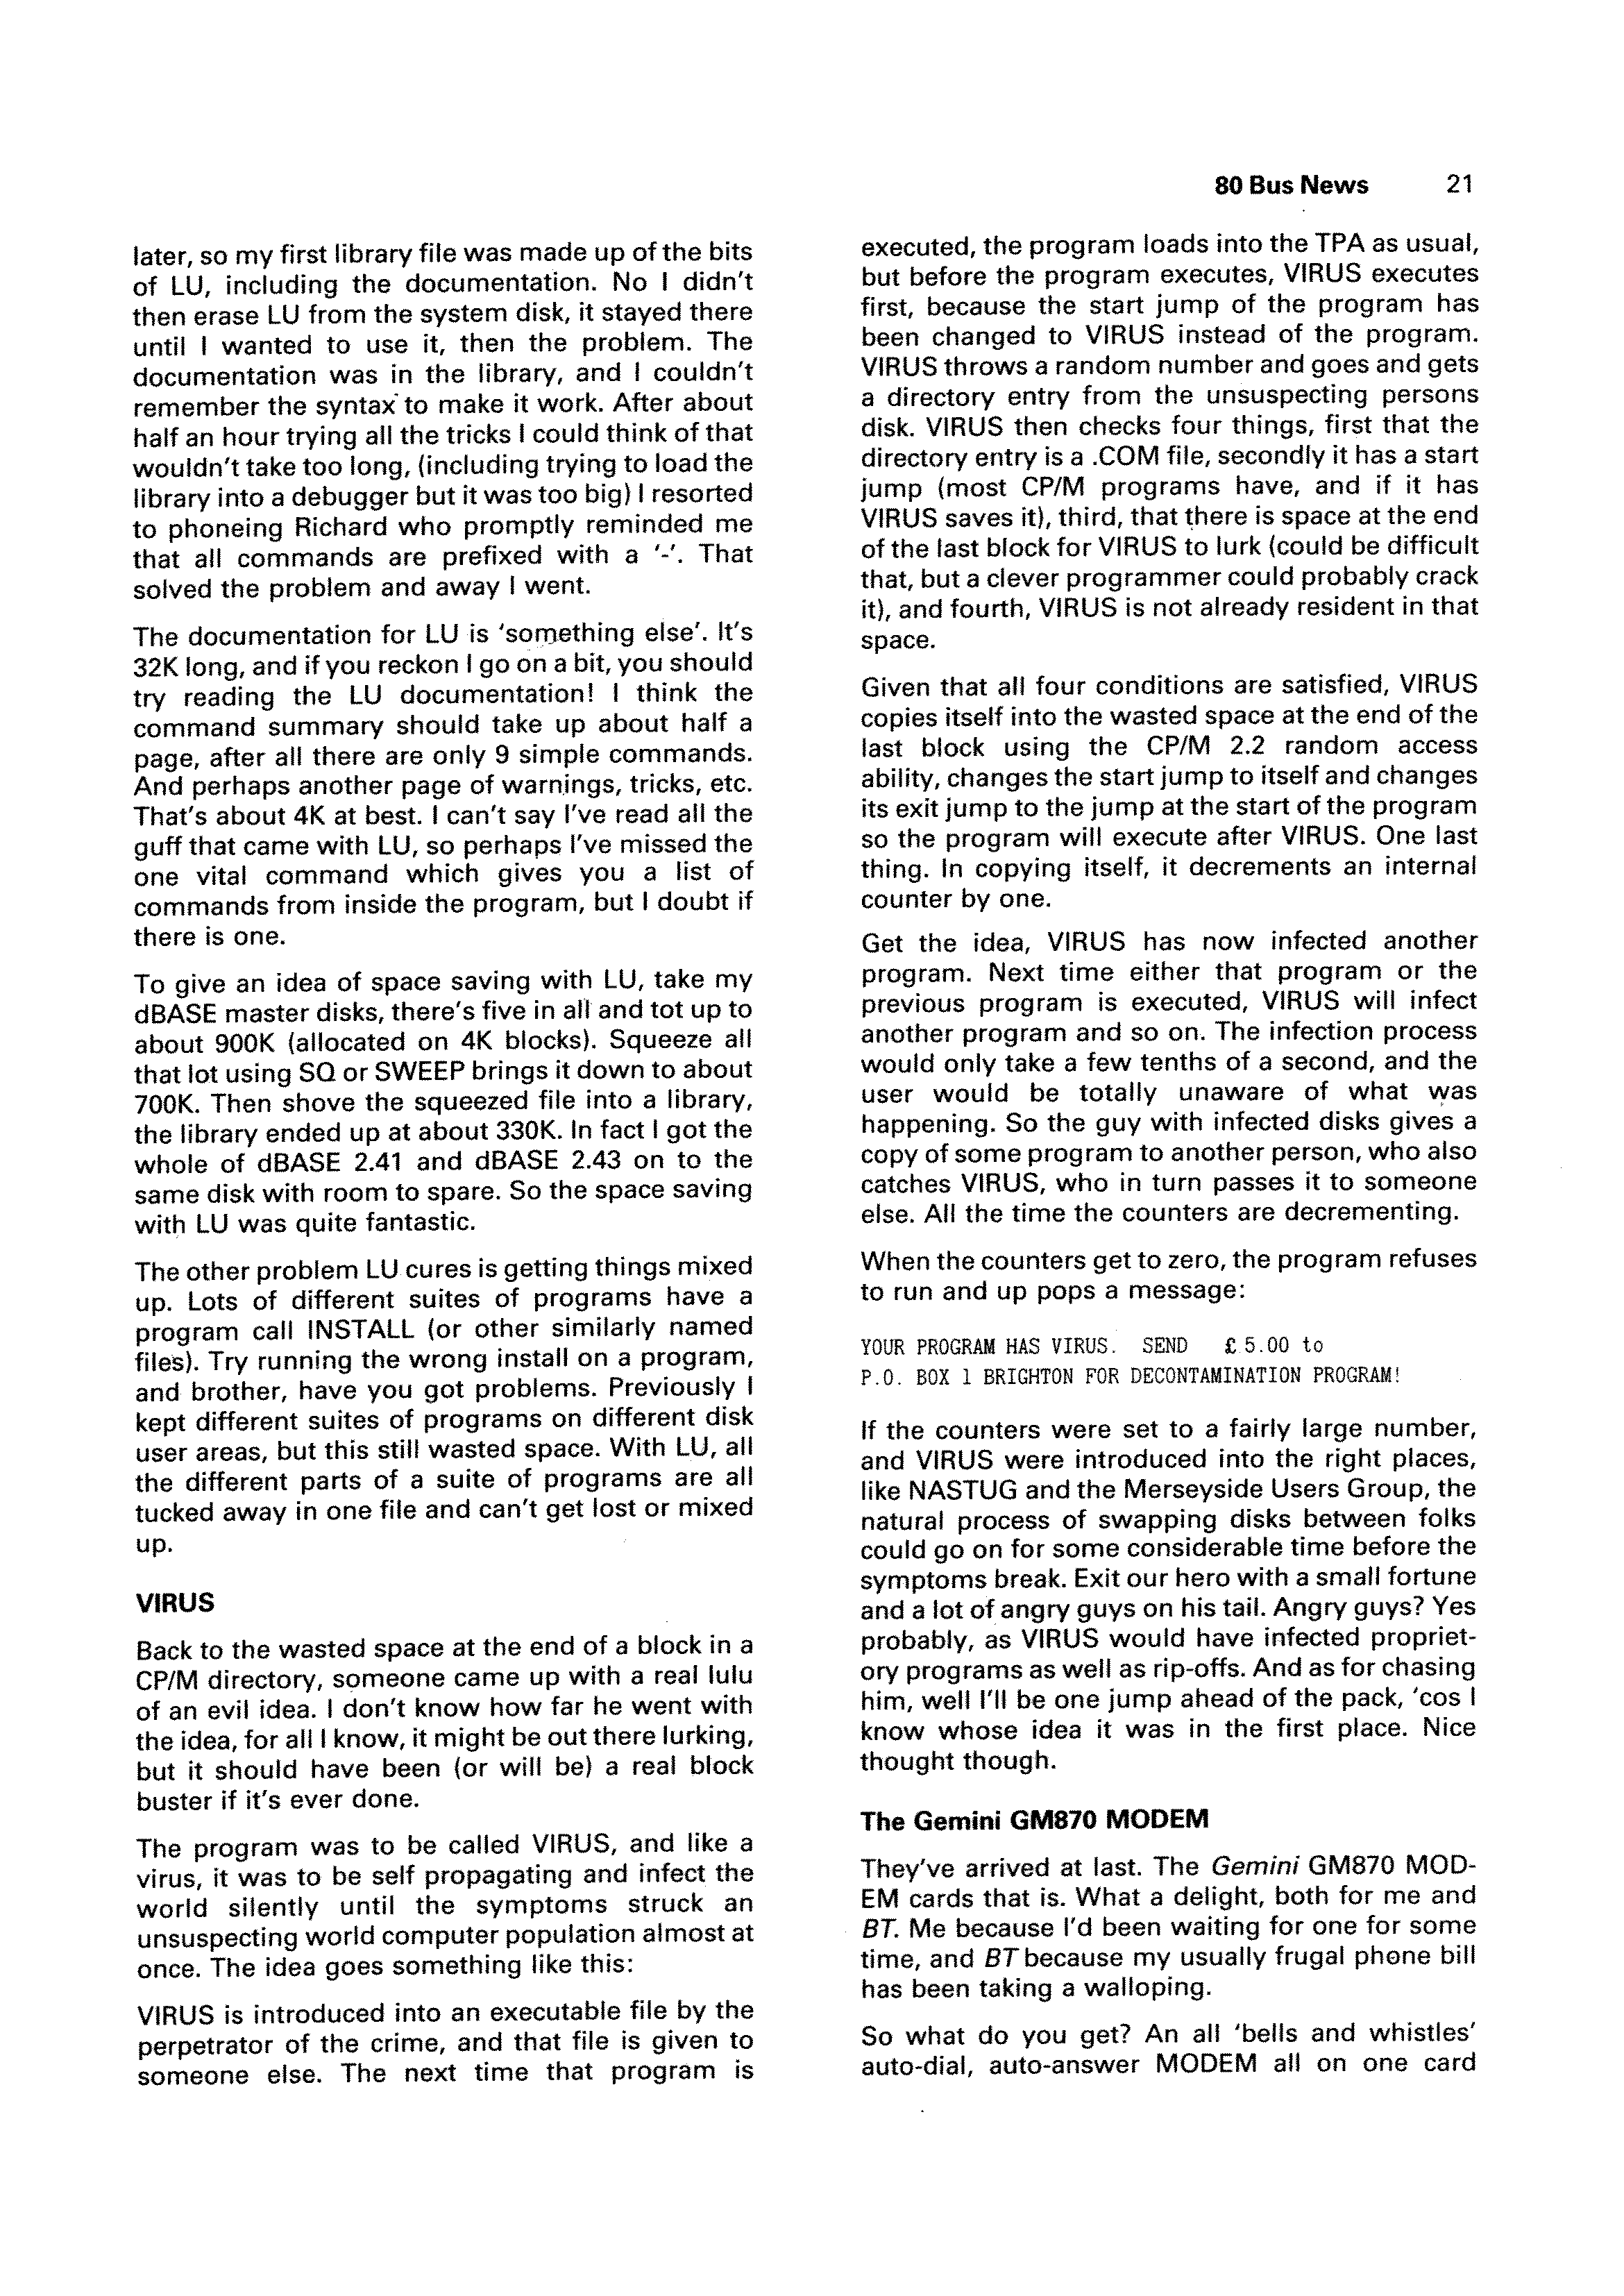 80 Bus News 21
later, so my first library file was made up of the bits
of LU, including the documentation. No I didn't
then erase LU from the system disk, it stayed there
until I wanted to use it, then the problem. The
documentation was in the library, and I couldn't
remember the syntax to make it work. After about
half an hour trying all the tricks I could think of that
wouldn't take too long, (including trying to load the
library into a debugger but it was too big) I resorted
to phoneing Richard who promptly reminded me
that all commands are prefixed with a '-'. That
solved the problem and away I went.
The documentation for LU is 'something else'. It's
32K long, and if you reckon I go on a bit, you should
try reading the LU documentation! I think the
command summary should take up about half a
page, after all there are only 9 simple commands.
And perhaps another page of warnings, tricks, etc.
That's about 4K at best. I can't say I've read all the
guff that came with LU, so perhaps I've missed the
one vital command which gives you a list of
commands from inside the program, but I doubt if
there is one.
To give an idea of space saving with LU, take my
dBASE master disks, there's five in all and tot up to
about 900K (allocated on 4K blocks). Squeeze all
that lot using SQ or SWEEP brings it down to about
700K. Then shove the squeezed file into a library,
the library ended up at about 330K. In fact I got the
whole of dBASE 2.41 and dBASE 2.43 on to the
same disk with room to spare. So the space saving
with LU was quite fantastic.
The other problem LU cures is getting things mixed
up. Lots of different suites of programs have a
program call INSTALL (or other similarly named
files). Try running the wrong install on a program,
and brother, have you got problems. Previously I
kept different suites of programs on different disk
user areas, but this still wasted space. With LU, all
the different parts of a suite of programs are all
tucked away in one file and can't get lost or mixed
up.
VIRUS
Back to the wasted space at the end of a block in a
CP/M directory, someone came up with a real lulu
of an evil idea. I don't know how far he went with
the idea, for all I know, it might be out there lurking,
but it should have been (or will be) a real block
buster if it's ever done.
The program was to be called VIRUS, and like a
virus, it was to be self propagating and infect the
world silently until the symptoms struck an
unsuspecting world computer population almost at
once. The idea goes something like this:
VIRUS is introduced into an executable file by the
perpetrator of the crime, and that file is given to
someone else. The next time that program is
executed, the program loads into the TPA as usual,
but before the program executes, VIRUS executes
first, because the start jump of the program has
been changed to VIRUS instead of the program.
VIRUS throws a random number and goes and gets
a directory entry from the unsuspecting persons
disk. VIRUS then checks four things, first that the
directory entry is a .COM file, secondly it has a start
jump (most CP/M programs have, and if it has
VIRUS saves it), third, that there is space at the end
of the last block for VIRUS to lurk (could be difficult
that, but a clever programmer could probably crack
it), and fourth, VIRUS is not already resident in that
space.
Given that all four conditions are satisfied, VIRUS
copies itself into the wasted space at the end of the
last block using the CP/M 2.2 random access
ability, changes the start jump to itself and changes
its exit jump to the jump at the start of the program
so the program will execute after VIRUS. One last
thing. In copying itself, it decrements an internal
counter by one.
Get the idea, VIRUS has now infected another
program. Next time either that program or the
previous program is executed, VIRUS will infect
another program and so on. The infection process
would only take a few tenths of a second, and the
user would be totally unaware of what was
happening. So the guy with infected disks gives a
copy of some program to another person, who also
catches VIRUS, who in turn passes it to someone
else. All the time the counters are decrementing.
When the counters get to zero, the program refuses
to run and up pops a message:
YOUR PROGRAM HAS VIRUS. SEND £5.00 to
P.O. BOX 1 BRIGHTON FOR DECONTAMINATION PROGRAM!
If the counters were set to a fairly large number,
and VIRUS were introduced into the right places,
like NASTUG and the Merseyside Users Group, the
natural process of swapping disks between folks
could go on for some considerable time before the
symptoms break. Exit our hero with a small fortune
and a lot of angry guys on his tail. Angry guys? Yes
probably, as VIRUS would have infected propriet-
ory programs as well as rip-offs. And as for chasing
him, well I'll be one jump ahead of the pack, 'cos I
know whose idea it was in the first place. Nice
thought though.
The Gemini GM870 MODEM
They've arrived at last. The Gemini GM870 MOD-
EM cards that is. What a delight, both for me and
BT. Me because I'd been waiting for one for some
time, and BT because my usually frugal phone bill
has been taking a walloping.
So what do you get? An all 'bells and whistles'
auto-dial, auto-answer MODEM all on one card